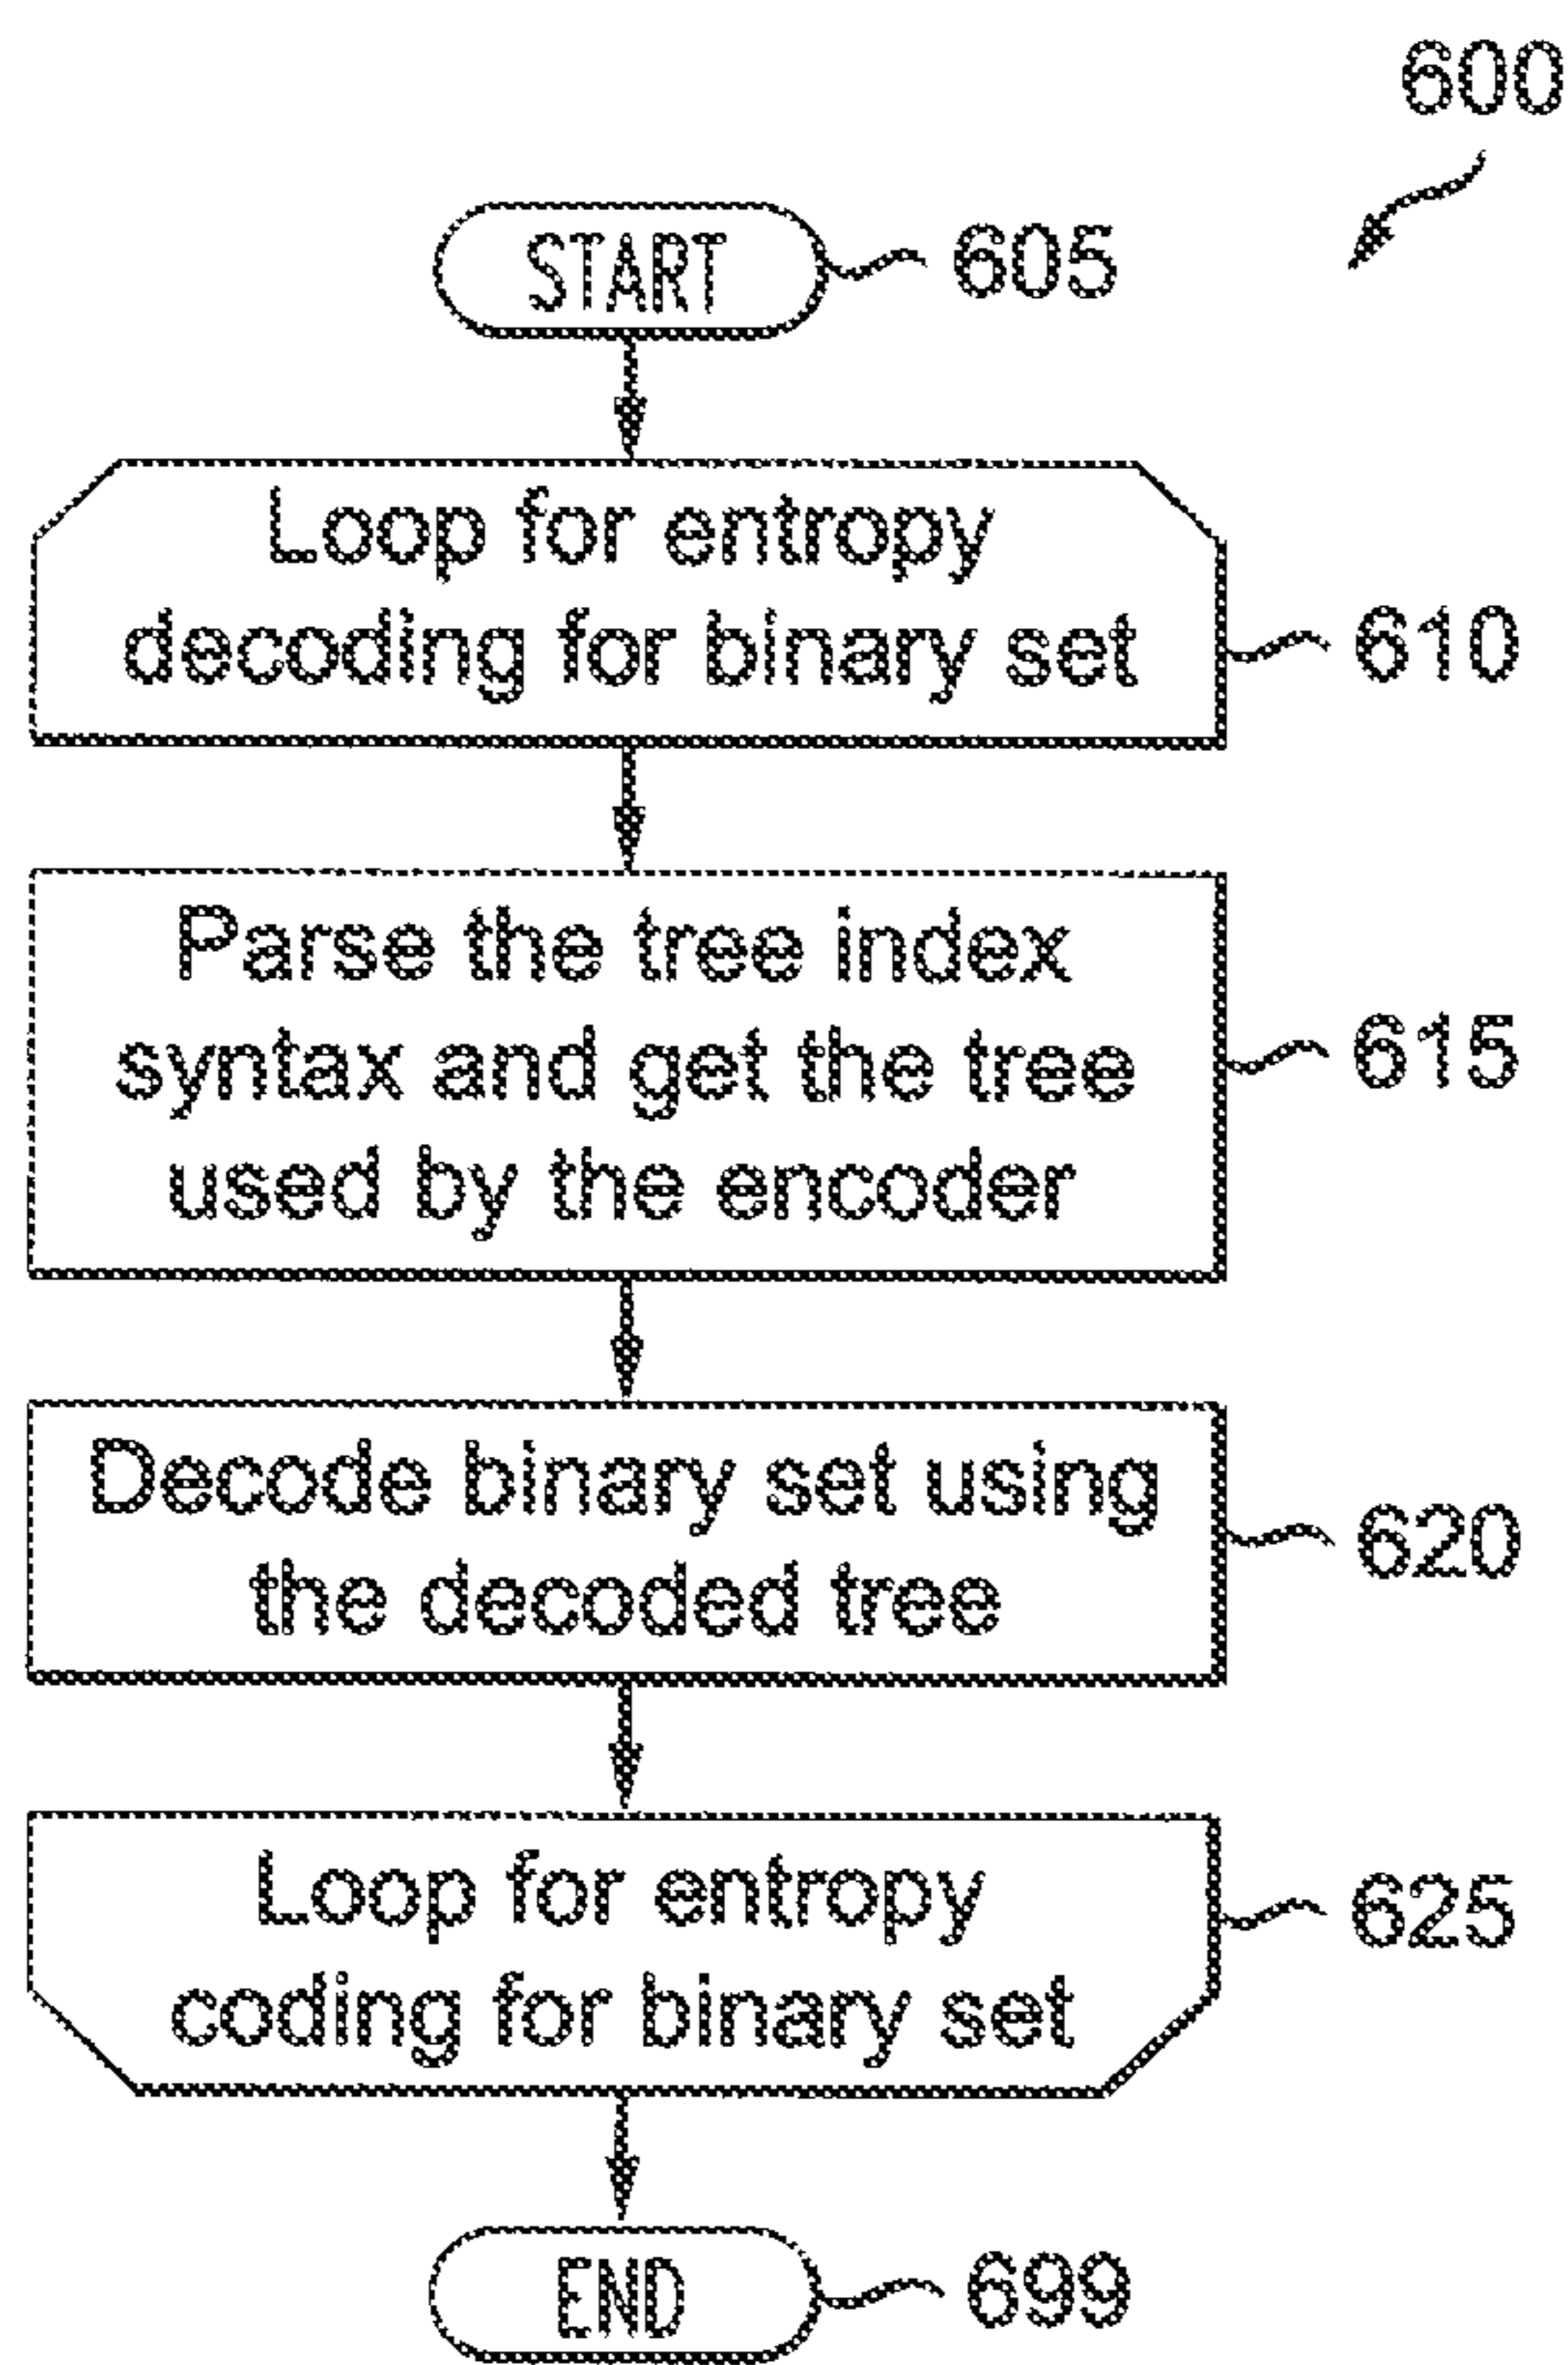 600
START
605
Loop for entropy
decoding for binary set
610
Parse the tree index
syntax and get the tree
used by the encoder
615
Decode binary set using
the decoded tree
620
Loop for entropy
coding for binary set
625
END
699